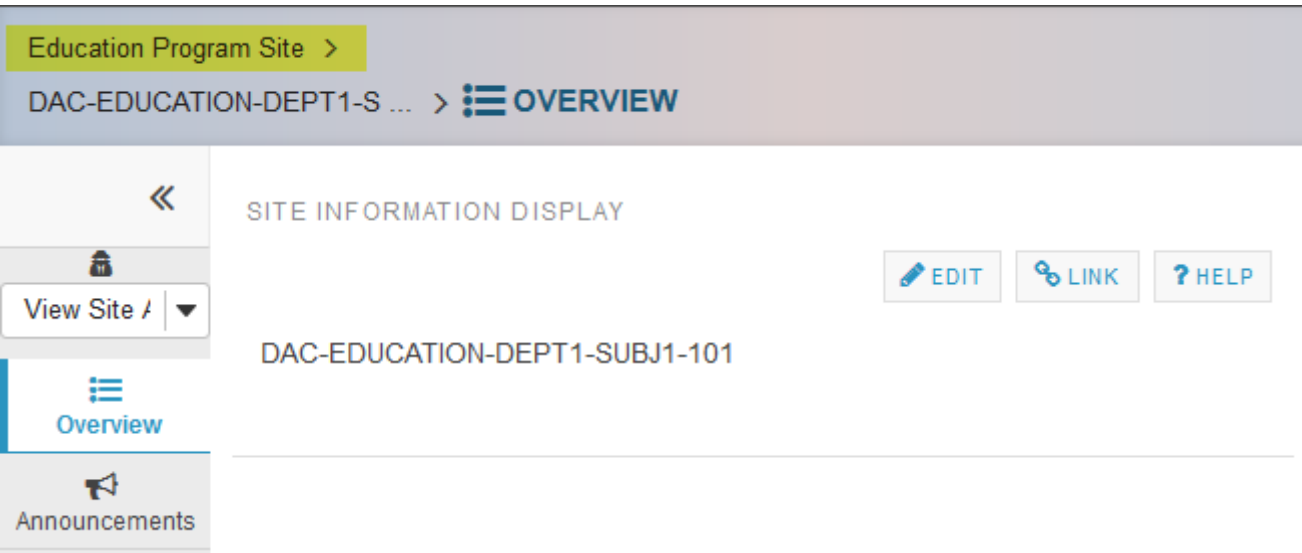 Education Program Site >
DAC-EDUCATION-DEPT1-S ... > OVERVIEW
SITE INFORMATION DISPLAY
EDIT LINK ? HELP
View Site
DAC-EDUCATION-DEPT1-SUBJ1-101
Overview
Announcements